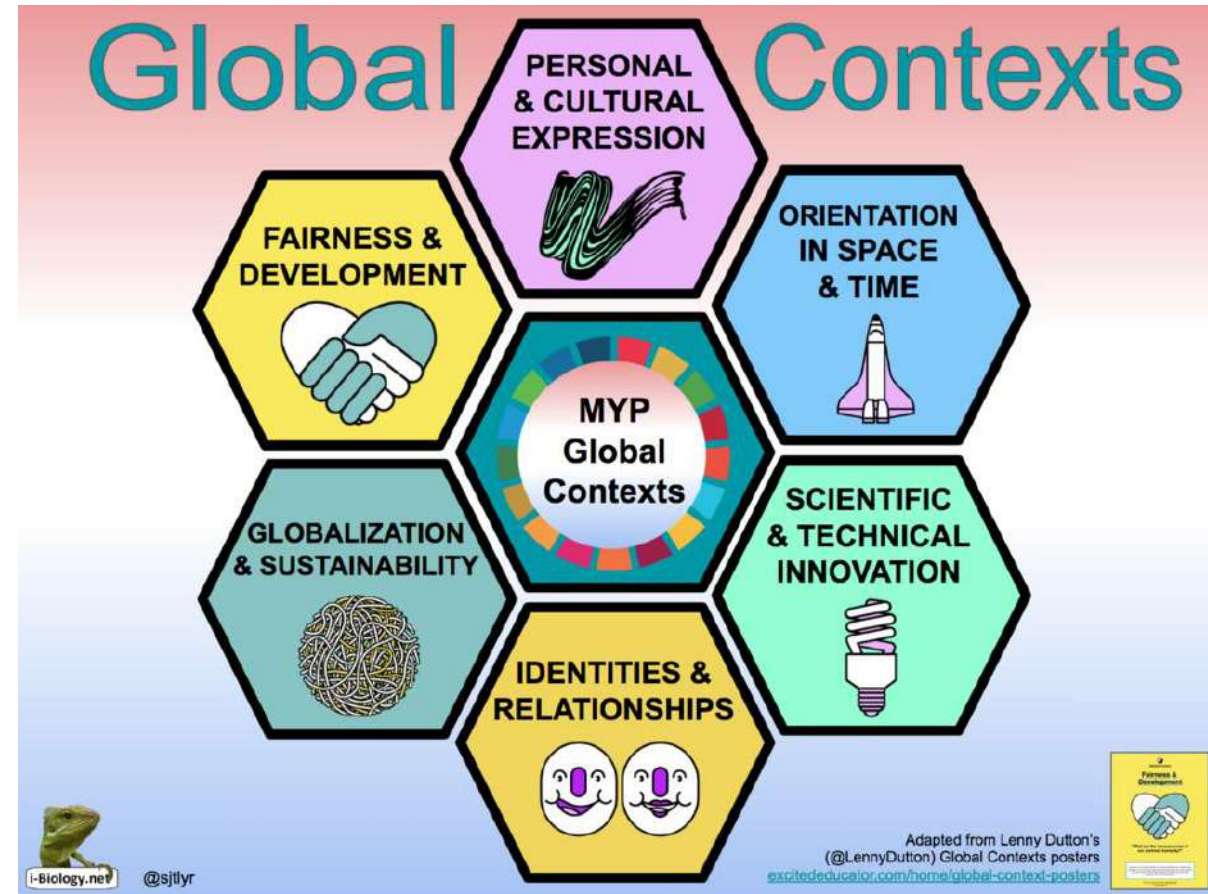 Global Contexts
PERSONAL
& CULTURAL
EXPRESSION
FAIRNESS &
DEVELOPMENT
ORIENTATION
IN SPACE
& TIME
MYP
Global
Contexts
GLOBALIZATION
& SUSTAINABILITY
SCIENTIFIC
& TECHNICAL
INNOVATION
IDENTITIES &
RELATIONSHIPS
i-Biology.net
@sjtlyr
Adapted from Lenny Dutton's
(@LennyDutton) Global Contexts posters
excitededucator.com/home/global-context-posters
Fairness &
Development